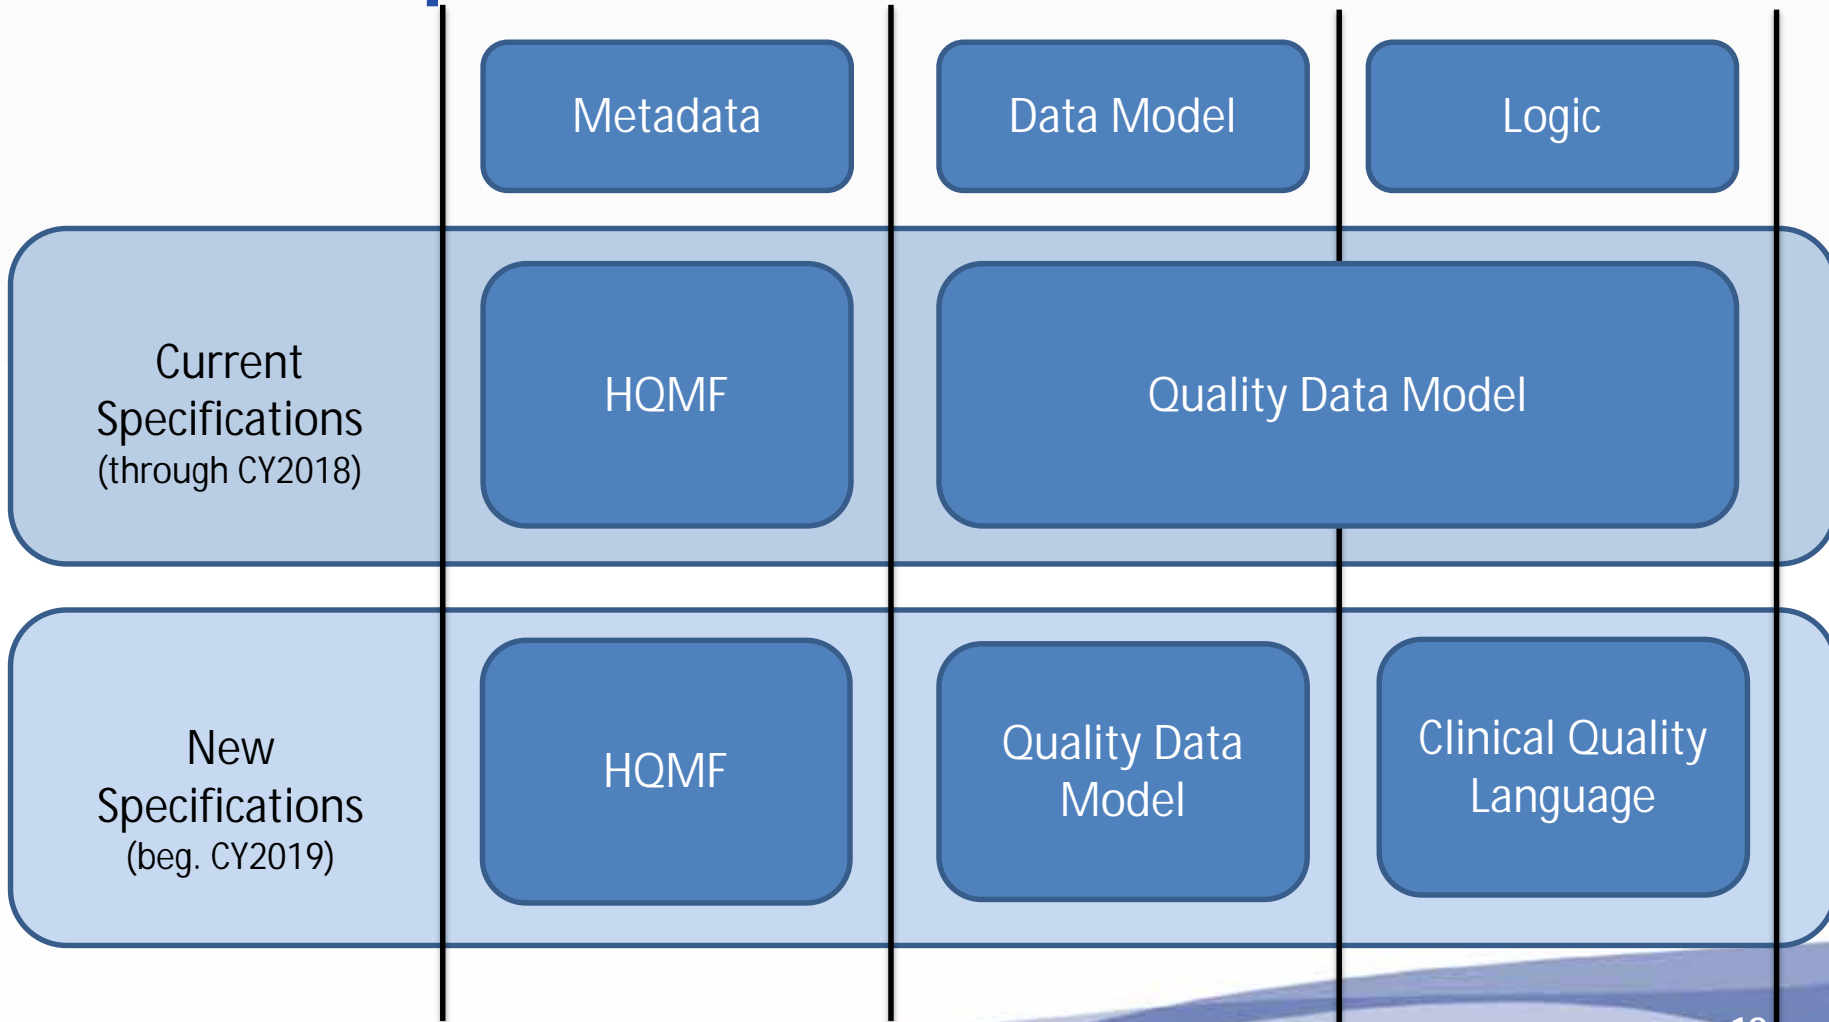 Metadata
Data Model
Logic
Current
Specifications
(through CY2018)
HQMF
Quality Data Model
New
Specifications
(beg. CY2019)
HQMF
Quality Data
Model
Clinical Quality
Language